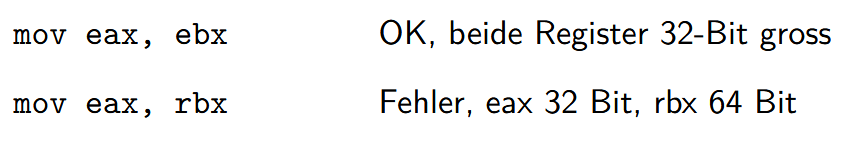 mov eax, ebx OK, beide Register 32-Bit gross
mov eax, rbx Fehler, eax 32 Bit, rbx 64 Bit